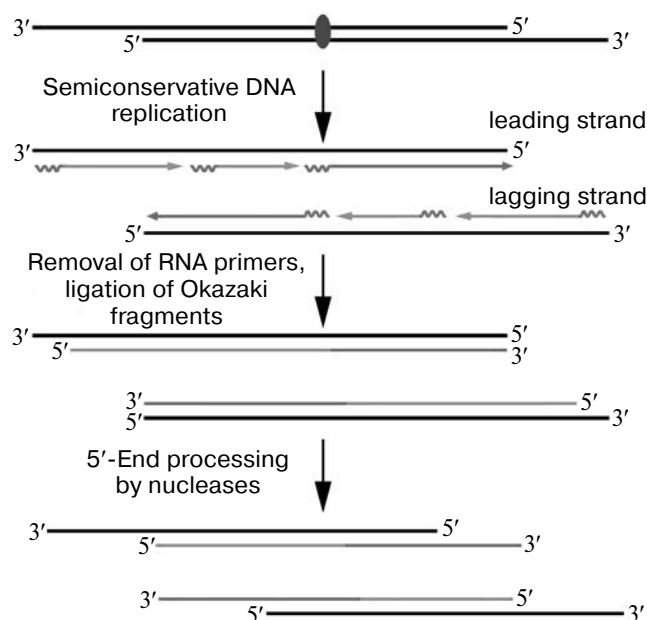 3′ 5′
5′ 3′
Semiconservative DNA
replication
leading strand
3′ 5′
lagging strand
5′ 3′
Removal of RNA primers,
ligation of Okazaki
fragments
3′ 5′
5′ 3′
3′ 5′
5′ 3′
5′-End processing
by nucleases
3′ 5′
5′ 3′
3′ 5′
5′ 3′